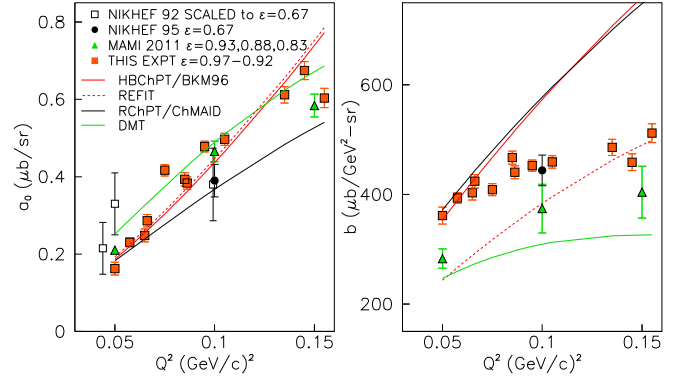 NIKHEF 92 SCALED to ε=0.67
NIKHEF 95 ε=0.67
MAMI 2011 ε=0.93,0.88,0.83
THIS EXPT ε=0.97−0.92
HBChPT/BKM96
REFIT
RChPT/ChMAID
DMT
a₀ (μb/sr)
0.8
0.6
0.4
0.2
0
0.05
0.1
0.15
Q² (GeV/c)²
b (μb/GeV²−sr)
600
400
200
0.05
0.1
0.15
Q² (GeV/c)²